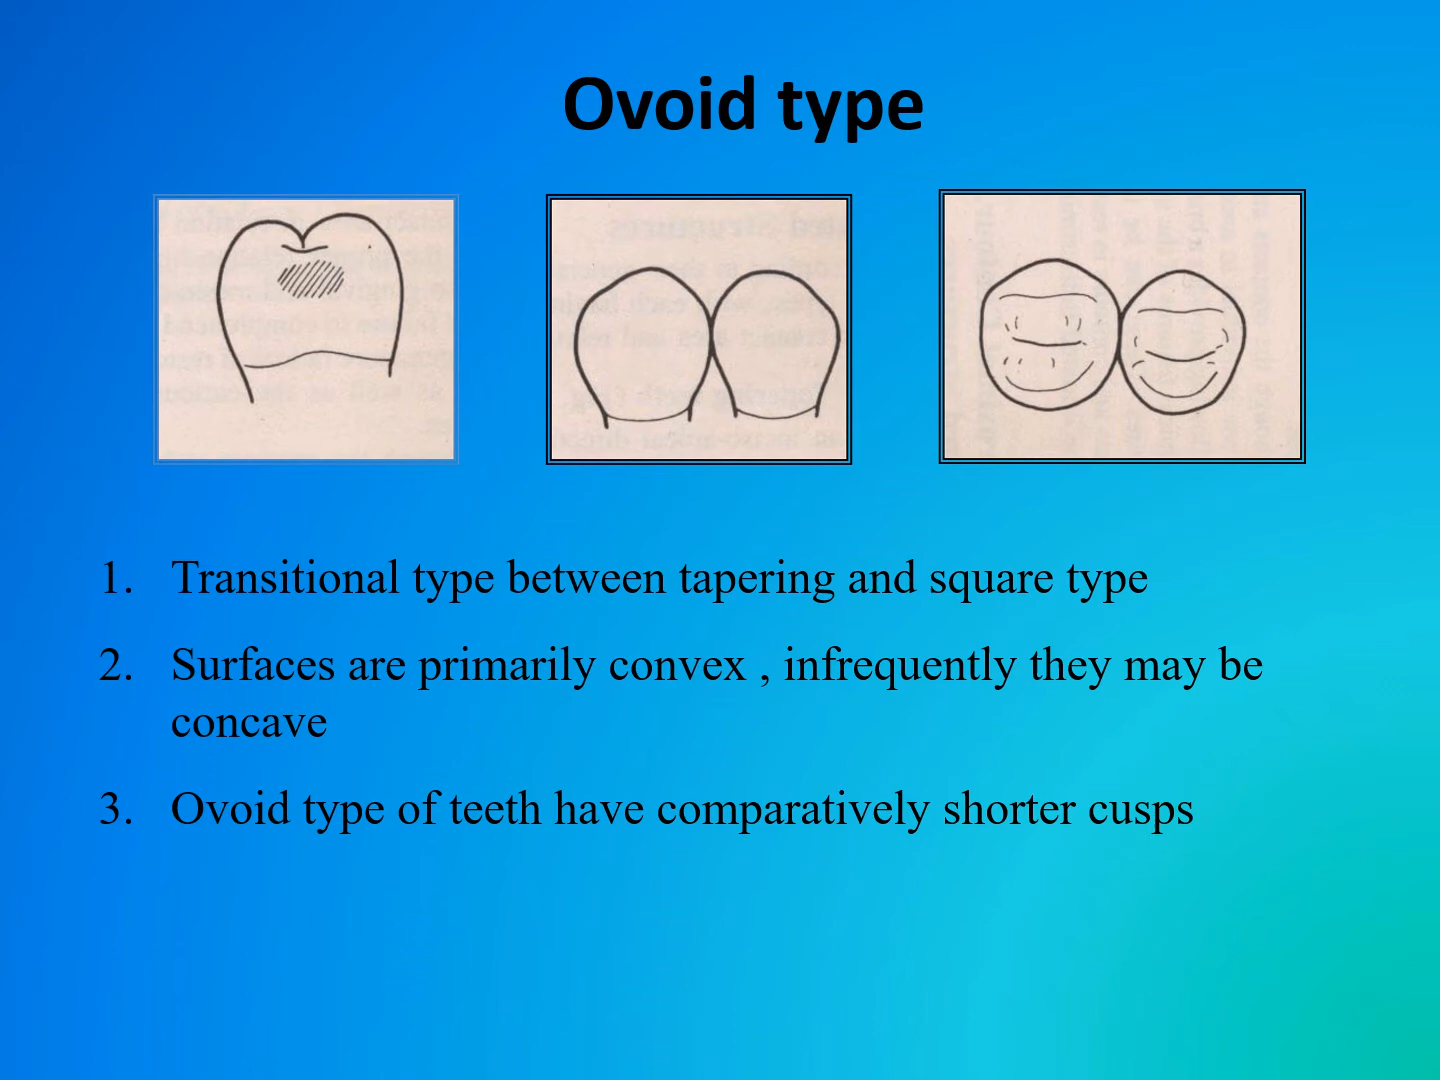 Ovoid type
1. Transitional type between tapering and square type
2. Surfaces are primarily convex , infrequently they may be
concave
3. Ovoid type of teeth have comparatively shorter cusps